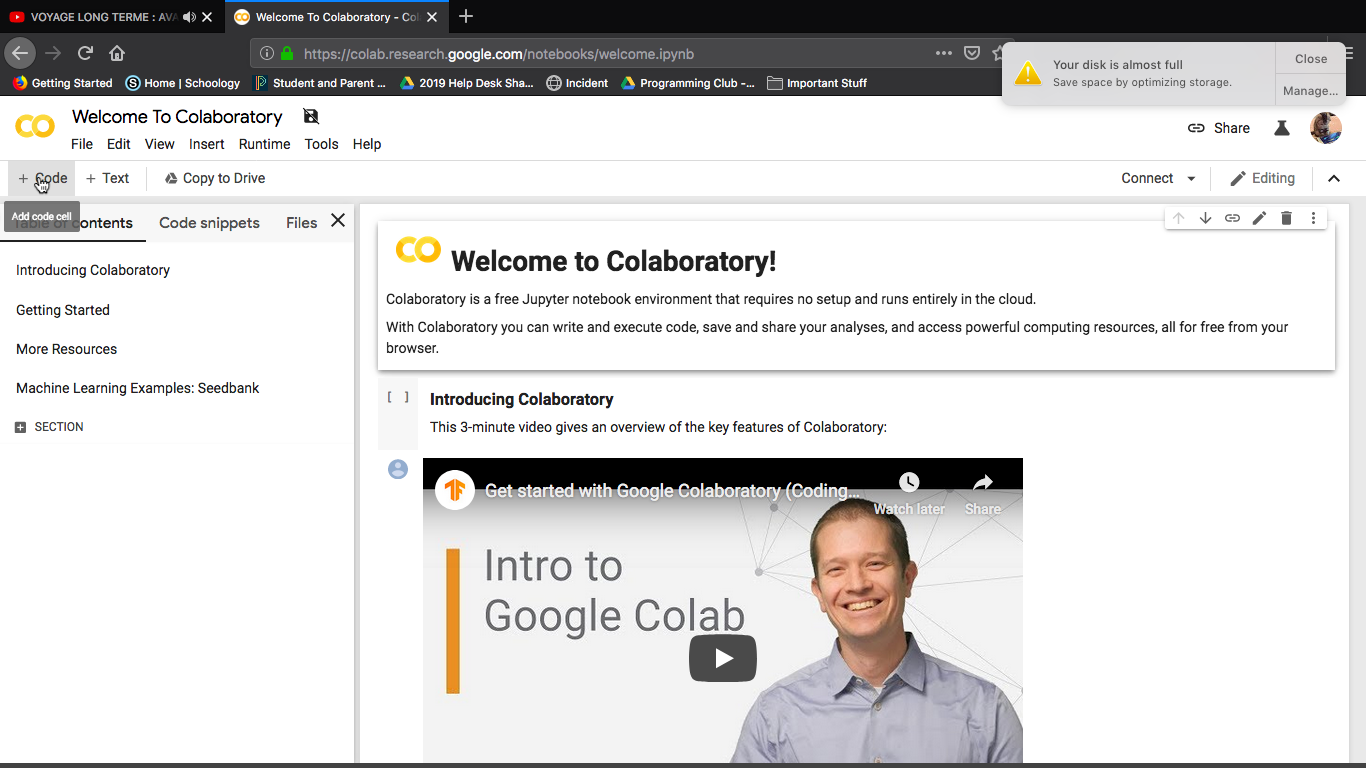 VOYAGE LONG TERME : AVA
Welcome To Colaboratory - Col
https://colab.research.google.com/notebooks/welcome.ipynb
Getting Started
Home | Schoology
Student and Parent ...
2019 Help Desk Sha...
Incident
Programming Club -...
Important Stuff
Your disk is almost full
Save space by optimizing storage.
Close
Manage...
Welcome To Colaboratory
File Edit View Insert Runtime Tools Help
Share
+ Code + Text Copy to Drive
Connect
Editing
Add code cell
Table of contents Code snippets Files
Introducing Colaboratory
Getting Started
More Resources
Machine Learning Examples: Seedbank
SECTION
CO Welcome to Colaboratory!
Colaboratory is a free Jupyter notebook environment that requires no setup and runs entirely in the cloud.
With Colaboratory you can write and execute code, save and share your analyses, and access powerful computing resources, all for free from your
browser.
[ ] Introducing Colaboratory
This 3-minute video gives an overview of the key features of Colaboratory:
Get started with Google Colaboratory (Coding...
Watch later Share
Intro to
Google Colab